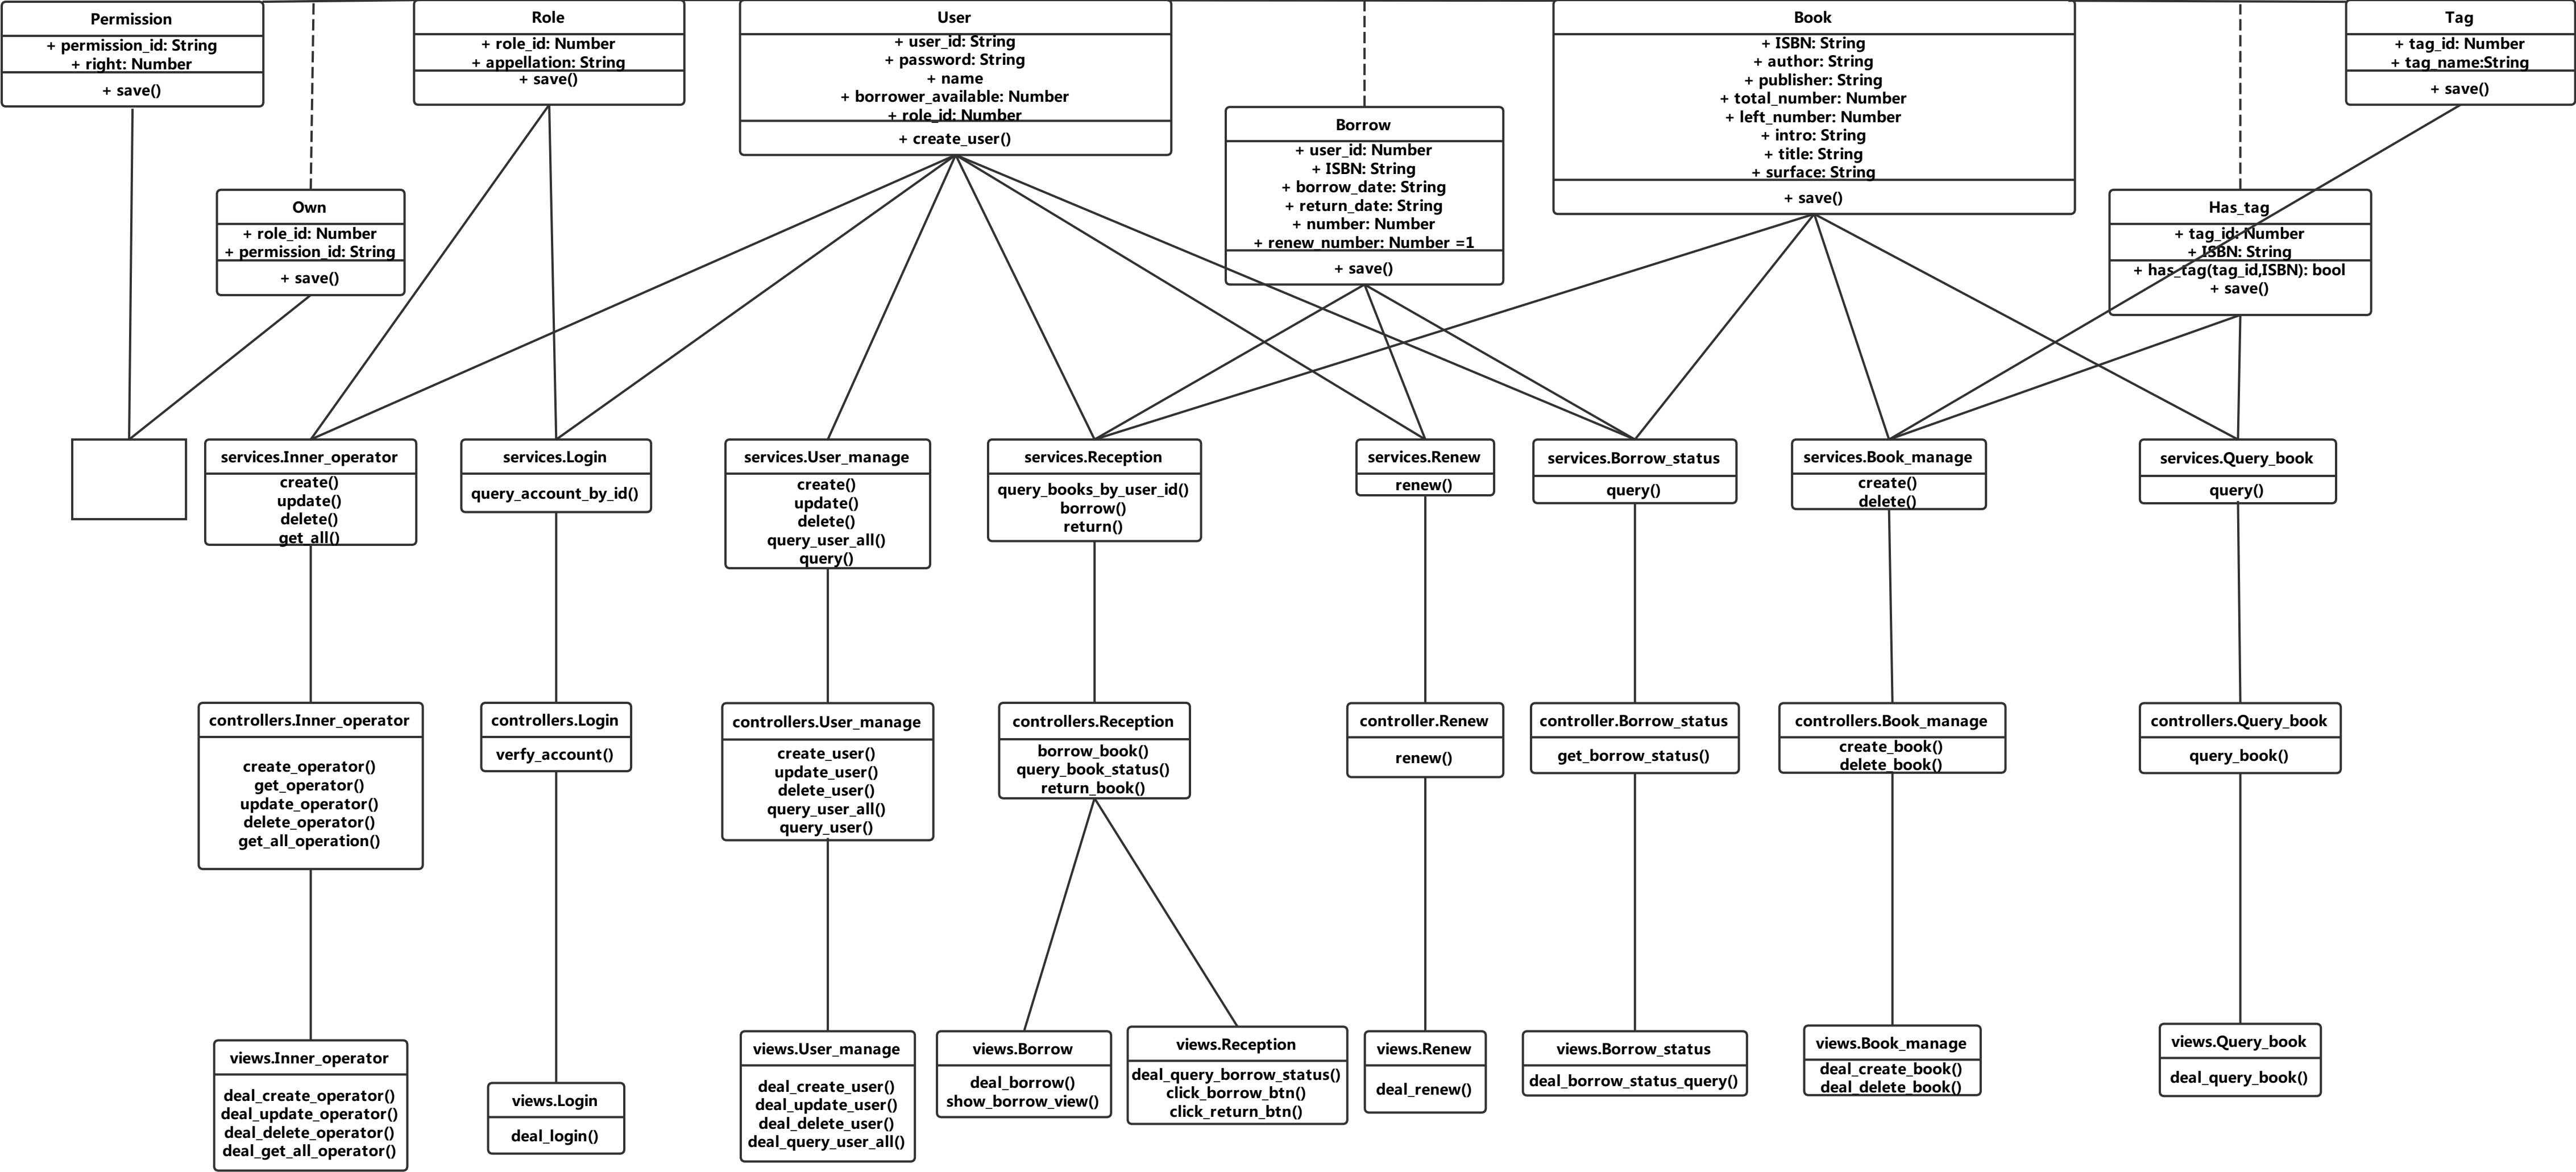 Permission
+ permission_id: String
+ right: Number
+ save()
Role
+ role_id: Number
+ appellation: String
+ save()
User
+ user_id: String
+ password: String
+ name
+ borrower_available: Number
+ role_id: Number
+ create_user()
Book
+ ISBN: String
+ author: String
+ publisher: String
+ total_number: Number
+ left_number: Number
+ intro: String
+ title: String
+ surface: String
+ save()
Tag
+ tag_id: Number
+ tag_name:String
+ save()
Own
+ role_id: Number
+ permission_id: String
+ save()
Borrow
+ user_id: Number
+ ISBN: String
+ borrow_date: String
+ return_date: String
+ number: Number
+ renew_number: Number =1
+ save()
Has_tag
+ tag_id: Number
+ ISBN: String
+ has_tag(tag_id,ISBN): bool
+ save()
services.Inner_operator
create()
update()
delete()
get_all()
services.Login
query_account_by_id()
services.User_manage
create()
update()
delete()
query_user_all()
query()
services.Reception
query_books_by_user_id()
borrow()
return()
services.Renew
renew()
services.Borrow_status
query()
services.Book_manage
create()
delete()
services.Query_book
query()
controllers.Inner_operator
create_operator()
get_operator()
update_operator()
delete_operator()
get_all_operation()
controllers.Login
verfy_account()
controllers.User_manage
create_user()
update_user()
delete_user()
query_user_all()
query_user()
controllers.Reception
borrow_book()
query_book_status()
return_book()
controller.Renew
renew()
controller.Borrow_status
get_borrow_status()
controllers.Book_manage
create_book()
delete_book()
controllers.Query_book
query_book()
views.Inner_operator
deal_create_operator()
deal_update_operator()
deal_delete_operator()
deal_get_all_operator()
views.Login
deal_login()
views.User_manage
deal_create_user()
deal_update_user()
deal_delete_user()
deal_query_user_all()
views.Borrow
deal_borrow()
show_borrow_view()
views.Reception
deal_query_borrow_status()
click_borrow_btn()
click_return_btn()
views.Renew
deal_renew()
views.Borrow_status
deal_borrow_status_query()
views.Book_manage
deal_create_book()
deal_delete_book()
views.Query_book
deal_query_book()